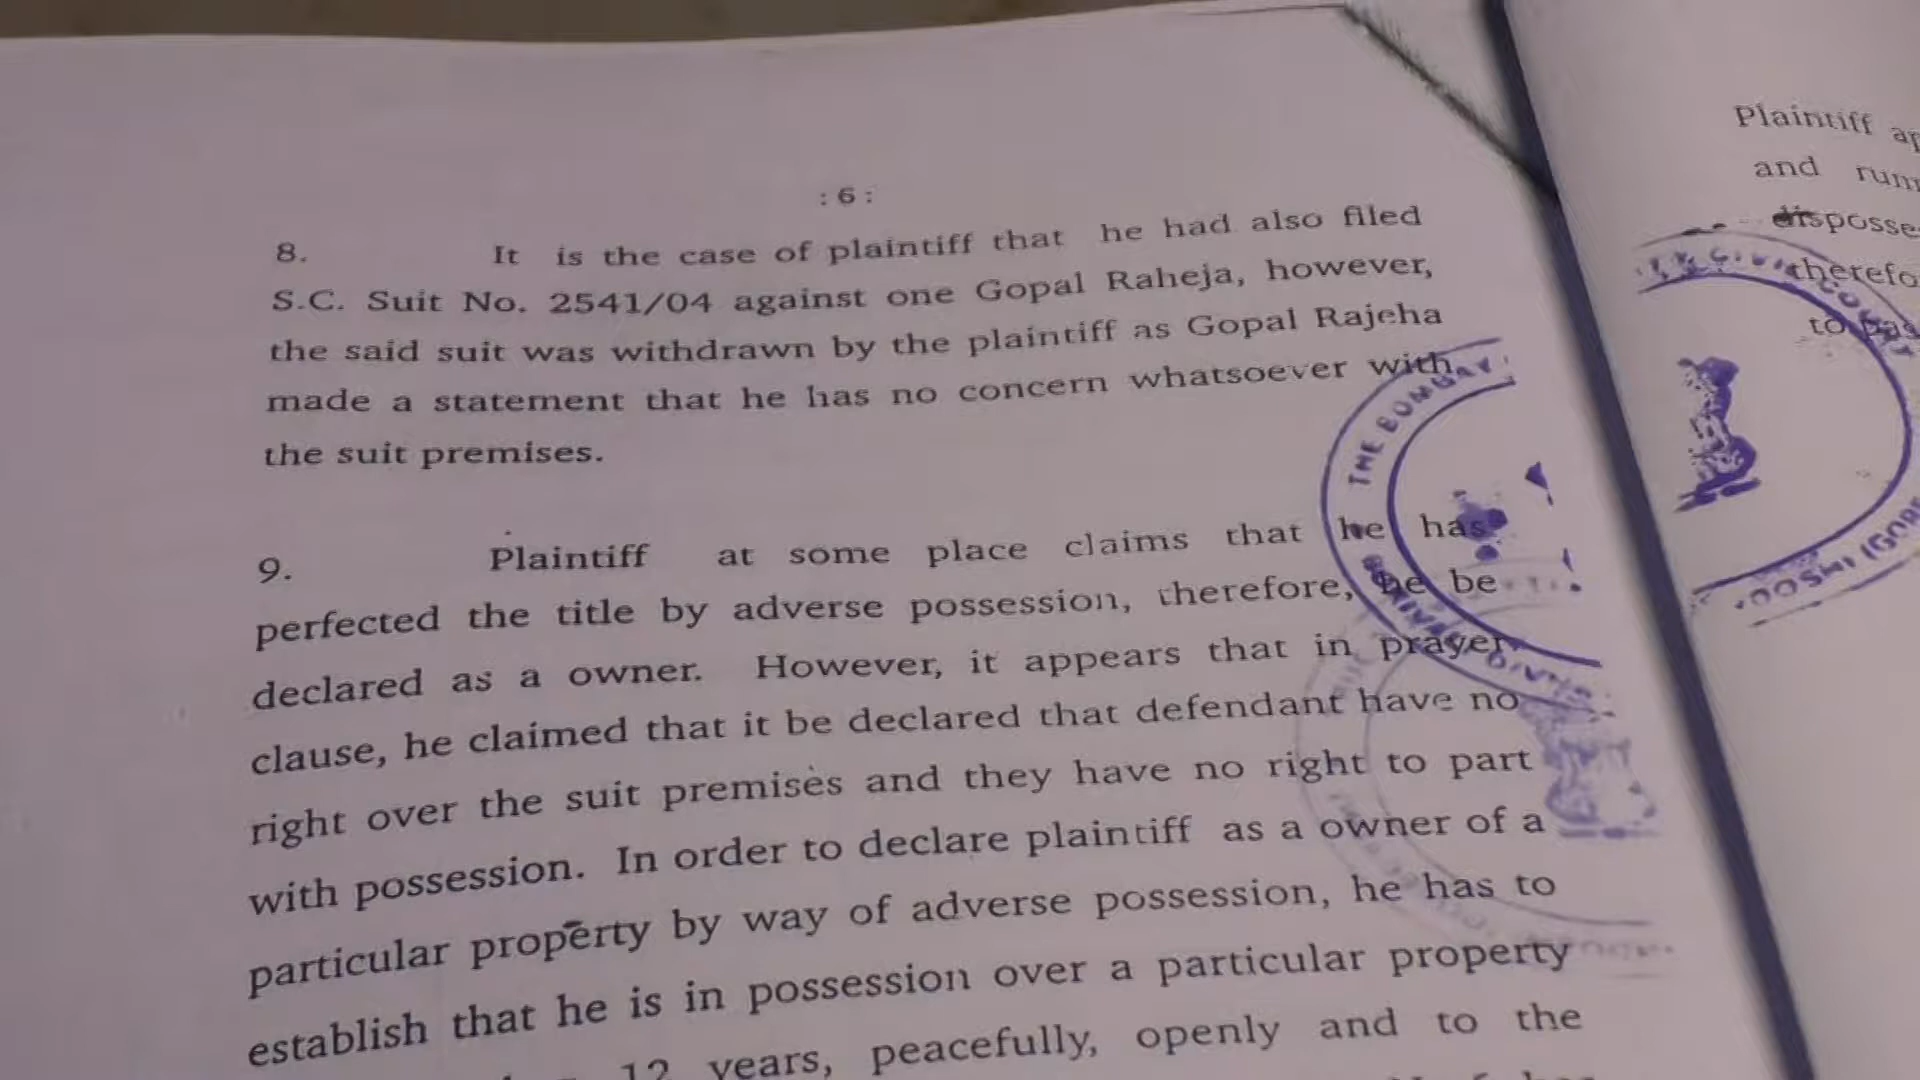 : 6 :
8. It is the case of plaintiff that he had also filed
S.C. Suit No. 2541/04 against one Gopal Raheja, however,
the said suit was withdrawn by the plaintiff as Gopal Rajeha
made a statement that he has no concern whatsoever with
the suit premises.
9. Plaintiff at some place claims that he has
perfected the title by adverse possession, therefore, he be
declared as a owner. However, it appears that in prayer
clause, he claimed that it be declared that defendant have no
right over the suit premises and they have no right to part
with possession. In order to declare plaintiff as a owner of a
particular property by way of adverse possession, he has to
establish that he is in possession over a particular property
12 years, peacefully, openly and to the
THE BOMBAY
Plaintiff
and